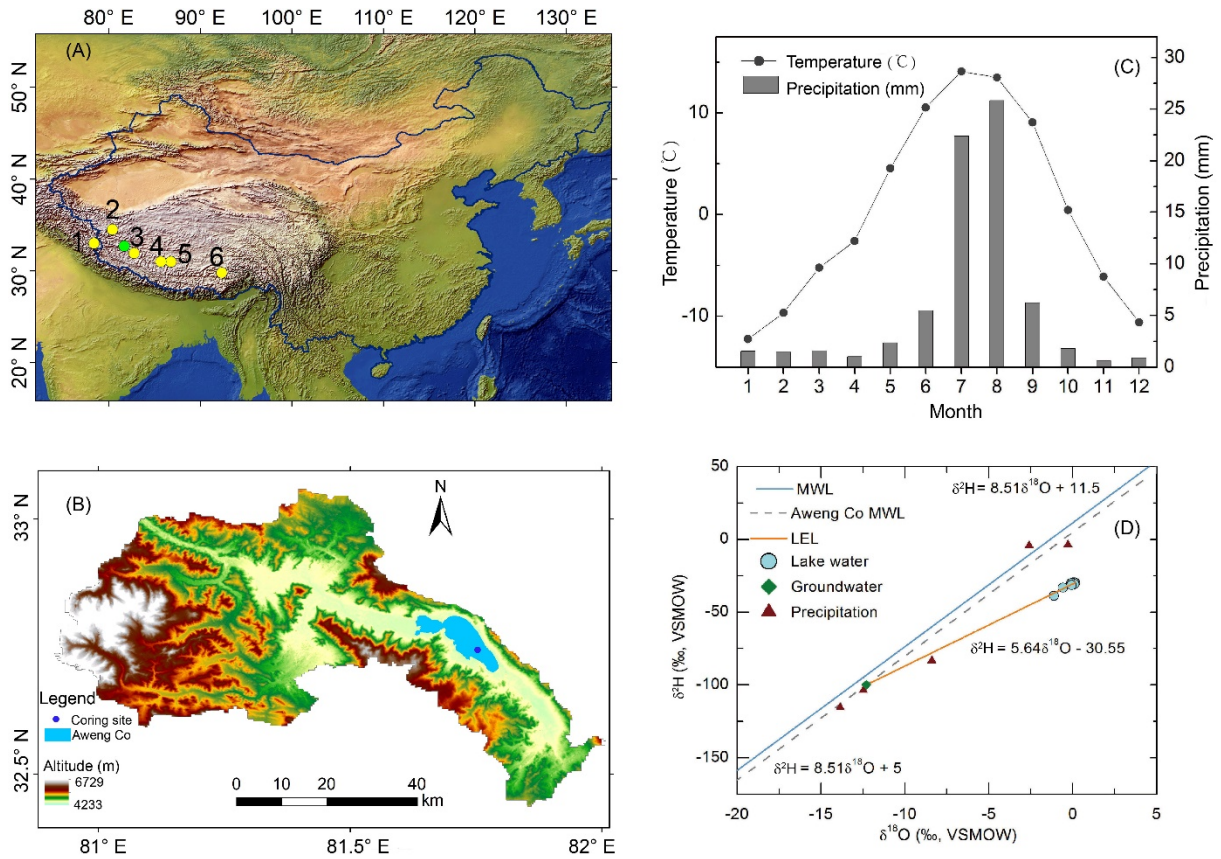 80° E 90° E 100° E 110° E 120° E 130° E
(A)
50° N
40° N
30° N
20° N
1
2
3
4
5
6
(C)
Temperature (℃)
Precipitation (mm)
Temperature (℃)
10
0
-10
30
25
20
15
10
5
0
Precipitation (mm)
1 2 3 4 5 6 7 8 9 10 11 12
Month
(B)
N
33° N
32.5° N
Legend
Coring site
Aweng Co
Altitude (m)
6729
4233
0 10 20 40
km
81° E 81.5° E 82° E
(D)
MWL
Aweng Co MWL
LEL
Lake water
Groundwater
Precipitation
δ²H = 8.51δ¹⁸O + 11.5
δ²H = 5.64δ¹⁸O - 30.55
δ²H = 8.51δ¹⁸O + 5
δ²H (‰, VSMOW)
50
0
-50
-100
-150
-20 -15 -10 -5 0 5
δ¹⁸O (‰, VSMOW)